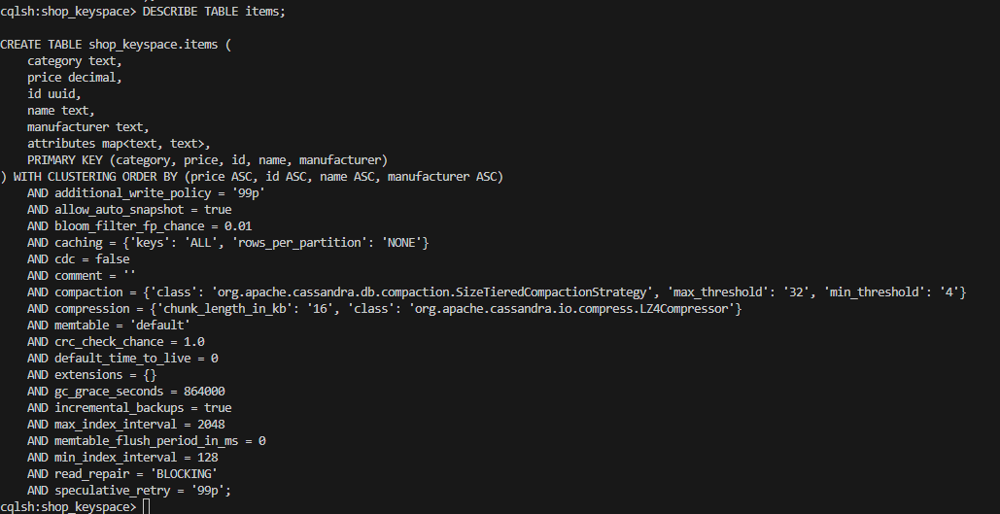 cqlsh:shop_keyspace> DESCRIBE TABLE items;
CREATE TABLE shop_keyspace.items (
    category text,
    price decimal,
    id uuid,
    name text,
    manufacturer text,
    attributes map<text, text>,
    PRIMARY KEY (category, price, id, name, manufacturer)
) WITH CLUSTERING ORDER BY (price ASC, id ASC, name ASC, manufacturer ASC)
    AND additional_write_policy = '99p'
    AND allow_auto_snapshot = true
    AND bloom_filter_fp_chance = 0.01
    AND caching = {'keys': 'ALL', 'rows_per_partition': 'NONE'}
    AND cdc = false
    AND comment = ''
    AND compaction = {'class': 'org.apache.cassandra.db.compaction.SizeTieredCompactionStrategy', 'max_threshold': '32', 'min_threshold': '4'}
    AND compression = {'chunk_length_in_kb': '16', 'class': 'org.apache.cassandra.io.compress.LZ4Compressor'}
    AND memtable = 'default'
    AND crc_check_chance = 1.0
    AND default_time_to_live = 0
    AND extensions = {}
    AND gc_grace_seconds = 864000
    AND incremental_backups = true
    AND max_index_interval = 2048
    AND memtable_flush_period_in_ms = 0
    AND min_index_interval = 128
    AND read_repair = 'BLOCKING'
    AND speculative_retry = '99p';
cqlsh:shop_keyspace>